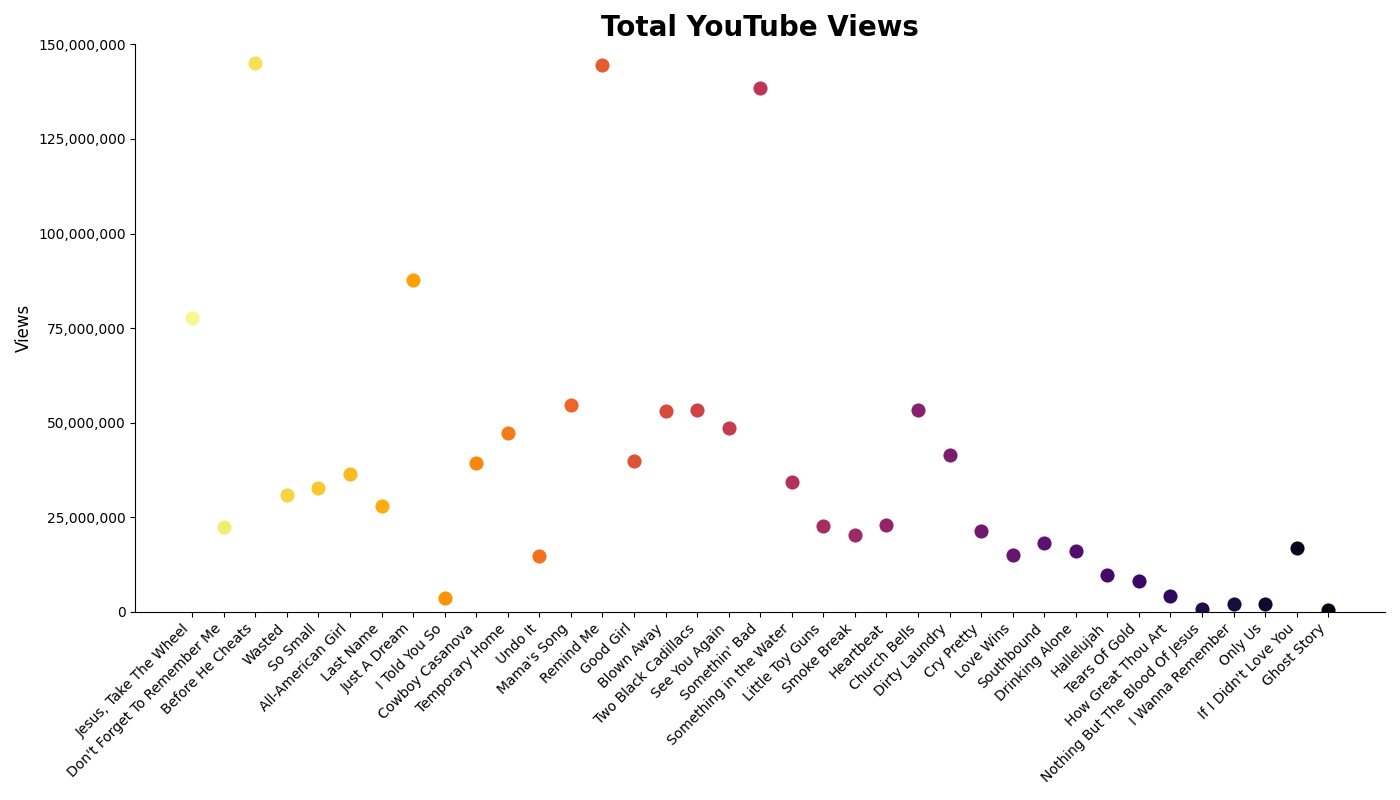 Total YouTube Views
150,000,000
125,000,000
100,000,000
75,000,000
50,000,000
25,000,000
0
Views
Jesus, Take The Wheel
Don't Forget To Remember Me
Before He Cheats
Wasted
So Small
All-American Girl
Last Name
Just A Dream
I Told You So
Cowboy Casanova
Temporary Home
Undo It
Mama's Song
Remind Me
Good Girl
Blown Away
Two Black Cadillacs
See You Again
Somethin' Bad
Something in the Water
Little Toy Guns
Smoke Break
Heartbeat
Church Bells
Dirty Laundry
Cry Pretty
Love Wins
Southbound
Drinking Alone
Hallelujah
Tears Of Gold
How Great Thou Art
Nothing But The Blood Of Jesus
I Wanna Remember
Only Us
If I Didn't Love You
Ghost Story